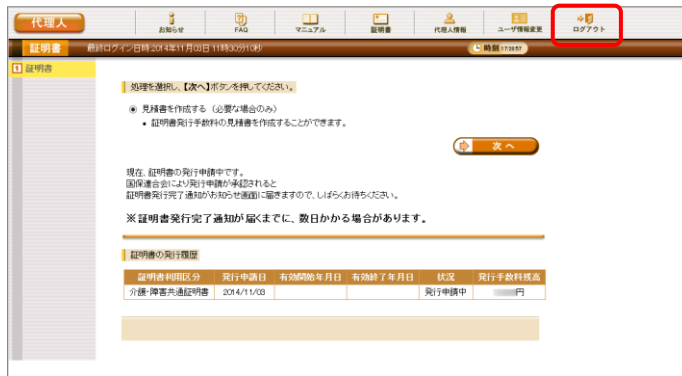 代理人
お知らせ
FAQ
マニュアル
証明書
代理人情報
ユーザ情報変更
ログアウト
証明書 最終ログイン日時:2014年11月03日 11時30分10秒 時刻 17:28:57
1 証明書
処理を選択し、【次へ】ボタンを押してください。
見積書を作成する (必要な場合のみ)
• 証明書発行手数料の見積書を作成することができます。
次 へ
現在、証明書の発行申請中です。
国保連合会により発行申請が承認されると
証明書発行完了通知がお知らせ画面に届きますので、しばらくお待ちください。
※証明書発行完了通知が届くまでに、数日かかる場合があります。
証明書の発行履歴
証明書利用区分 発行申請日 有効開始年月日 有効終了年月日 状況 発行手数料残高
介護・障害共通証明書 2014/11/03 発行申請中 円